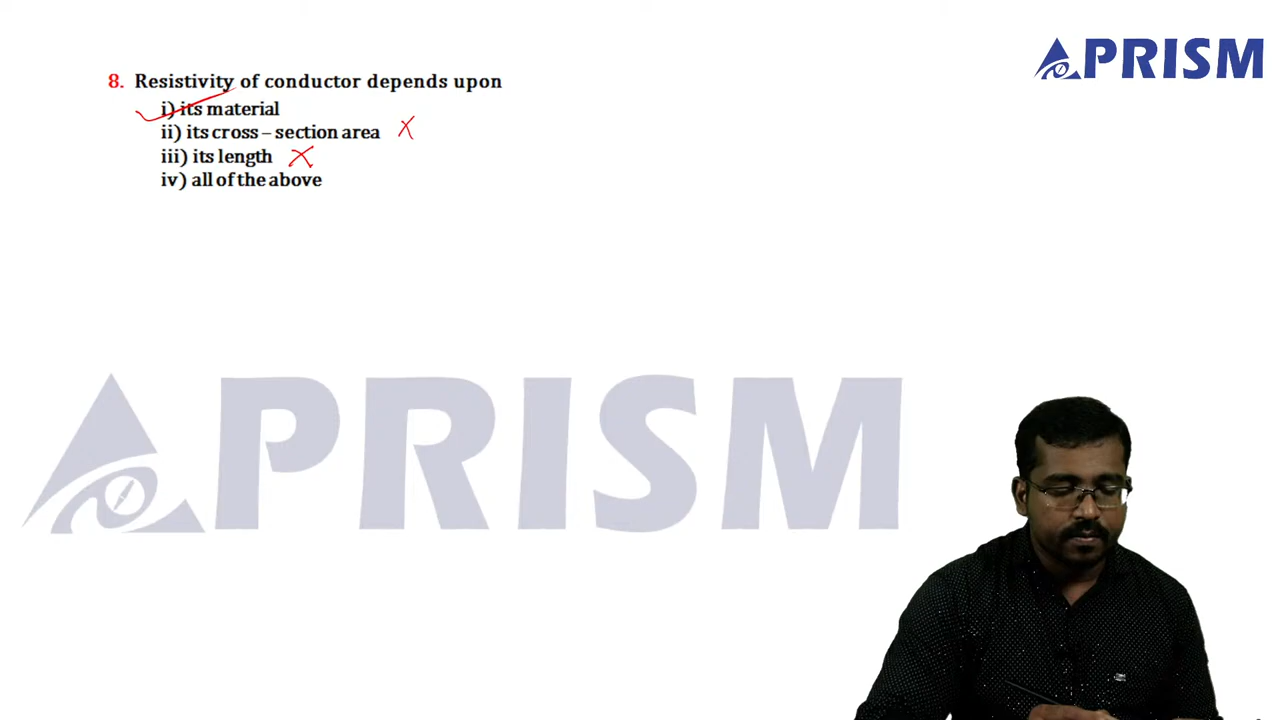 PRISM
8. Resistivity of conductor depends upon
i) its material
ii) its cross – section area
iii) its length
iv) all of the above
PRISM